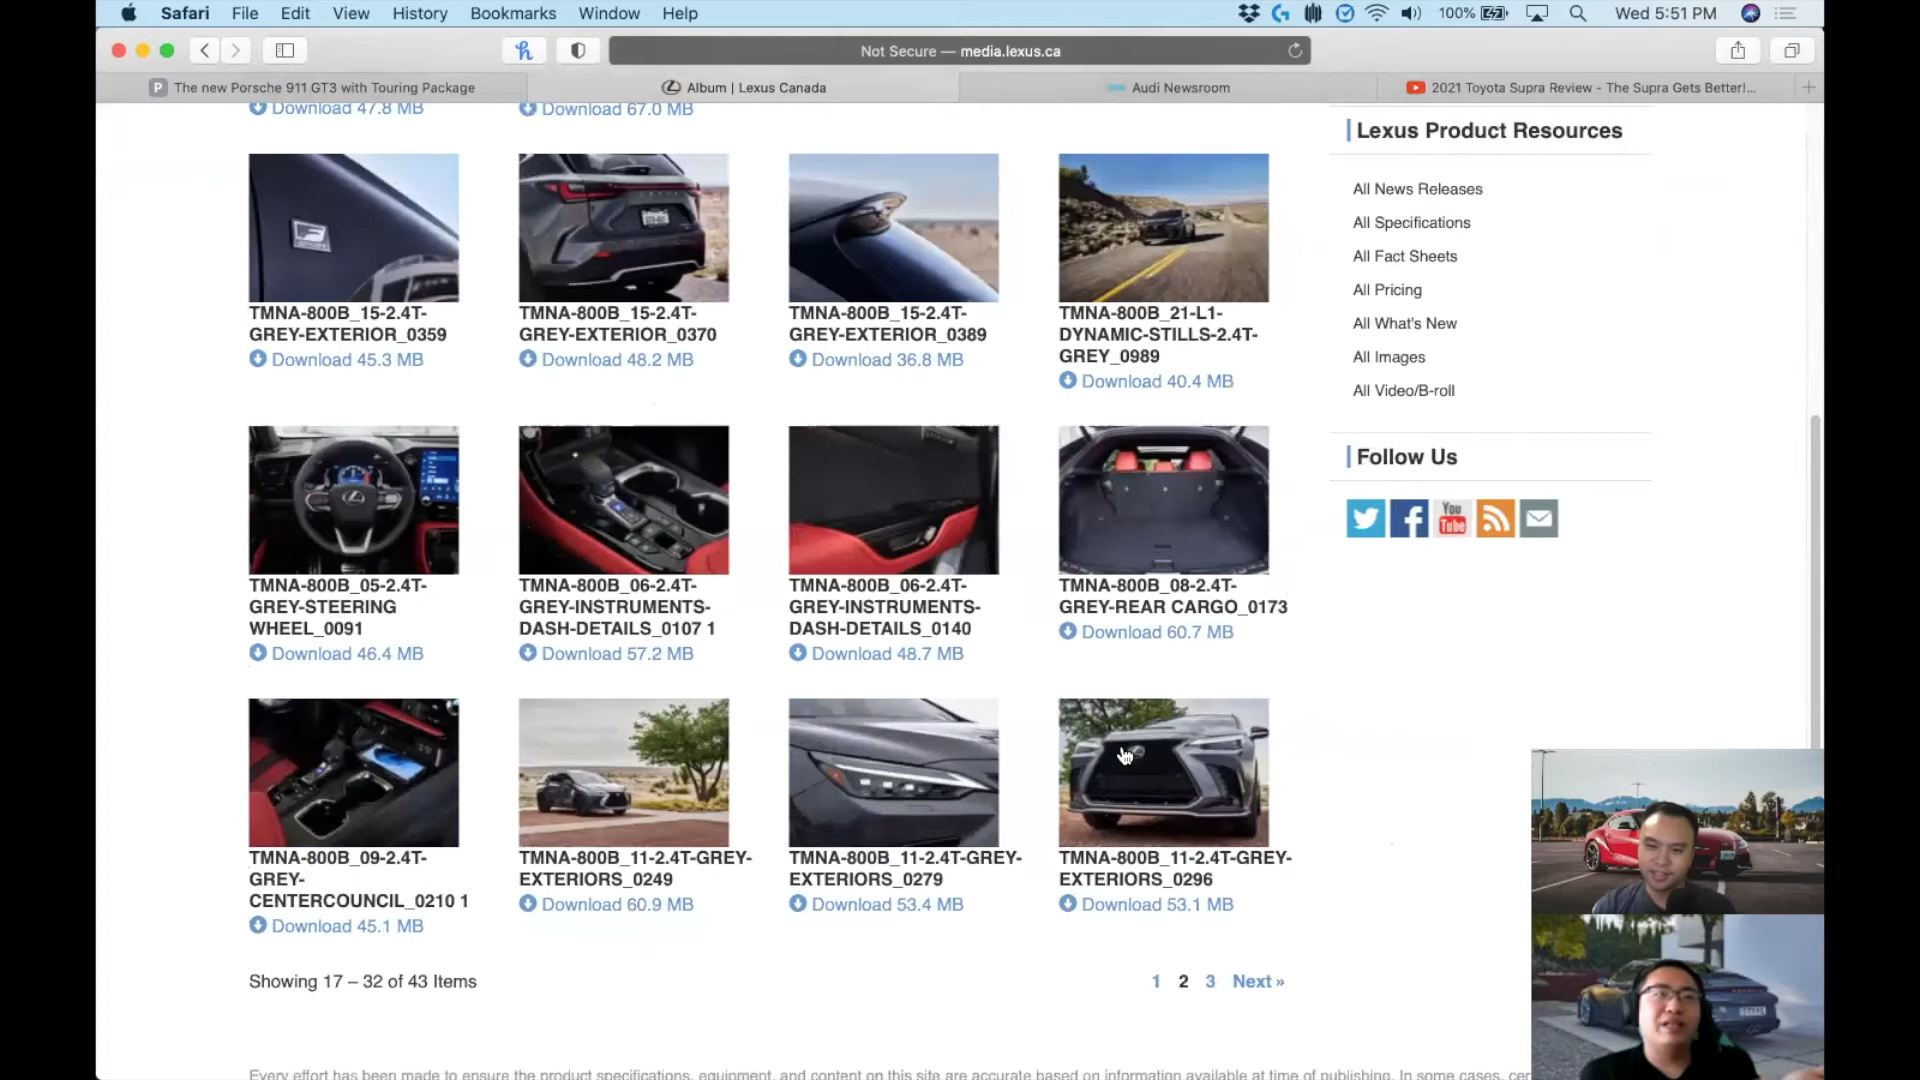 Safari File Edit View History Bookmarks Window Help 100% Wed 5:51 PM
Not Secure — media.lexus.ca
The new Porsche 911 GT3 with Touring Package
Album | Lexus Canada
Audi Newsroom
2021 Toyota Supra Review - The Supra Gets Better!...
Download 47.8 MB
Download 67.0 MB
TMNA-800B_15-2.4T-
GREY-EXTERIOR_0359
Download 45.3 MB
TMNA-800B_15-2.4T-
GREY-EXTERIOR_0370
Download 48.2 MB
TMNA-800B_15-2.4T-
GREY-EXTERIOR_0389
Download 36.8 MB
TMNA-800B_21-L1-
DYNAMIC-STILLS-2.4T-
GREY_0989
Download 40.4 MB
TMNA-800B_05-2.4T-
GREY-STEERING
WHEEL_0091
Download 46.4 MB
TMNA-800B_06-2.4T-
GREY-INSTRUMENTS-
DASH-DETAILS_0107 1
Download 57.2 MB
TMNA-800B_06-2.4T-
GREY-INSTRUMENTS-
DASH-DETAILS_0140
Download 48.7 MB
TMNA-800B_08-2.4T-
GREY-REAR CARGO_0173
Download 60.7 MB
TMNA-800B_09-2.4T-
GREY-
CENTERCOUNCIL_0210 1
Download 45.1 MB
TMNA-800B_11-2.4T-GREY-
EXTERIORS_0249
Download 60.9 MB
TMNA-800B_11-2.4T-GREY-
EXTERIORS_0279
Download 53.4 MB
TMNA-800B_11-2.4T-GREY-
EXTERIORS_0296
Download 53.1 MB
Showing 17 – 32 of 43 Items
1 2 3 Next »
Lexus Product Resources
All News Releases
All Specifications
All Fact Sheets
All Pricing
All What's New
All Images
All Video/B-roll
Follow Us
You
Tube
Every effort has been made to ensure the product specifications, equipment, and content on this site are accurate based on information available at time of publishing. In some cases, cer